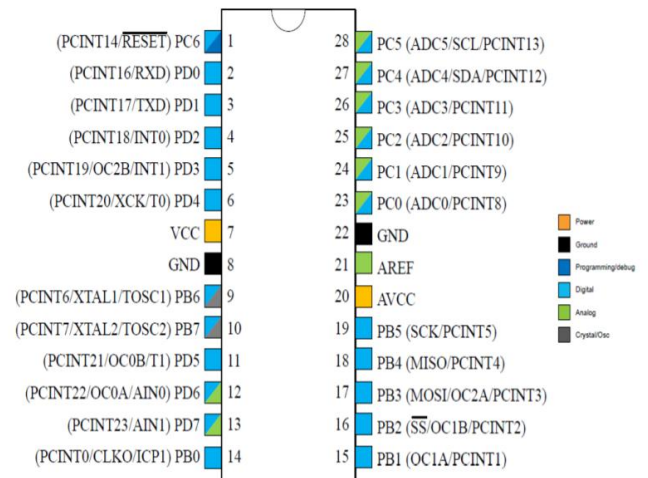 (PCINT14/RESET) PC6 1
(PCINT16/RXD) PD0 2
(PCINT17/TXD) PD1 3
(PCINT18/INT0) PD2 4
(PCINT19/OC2B/INT1) PD3 5
(PCINT20/XCK/T0) PD4 6
VCC 7
GND 8
(PCINT6/XTAL1/TOSC1) PB6 9
(PCINT7/XTAL2/TOSC2) PB7 10
(PCINT21/OC0B/T1) PD5 11
(PCINT22/OC0A/AIN0) PD6 12
(PCINT23/AIN1) PD7 13
(PCINT0/CLKO/ICP1) PB0 14
28 PC5 (ADC5/SCL/PCINT13)
27 PC4 (ADC4/SDA/PCINT12)
26 PC3 (ADC3/PCINT11)
25 PC2 (ADC2/PCINT10)
24 PC1 (ADC1/PCINT9)
23 PC0 (ADC0/PCINT8)
22 GND
21 AREF
20 AVCC
19 PB5 (SCK/PCINT5)
18 PB4 (MISO/PCINT4)
17 PB3 (MOSI/OC2A/PCINT3)
16 PB2 (SS/OC1B/PCINT2)
15 PB1 (OC1A/PCINT1)
Power
Ground
Programming/debug
Digital
Analog
Crystal/Osc